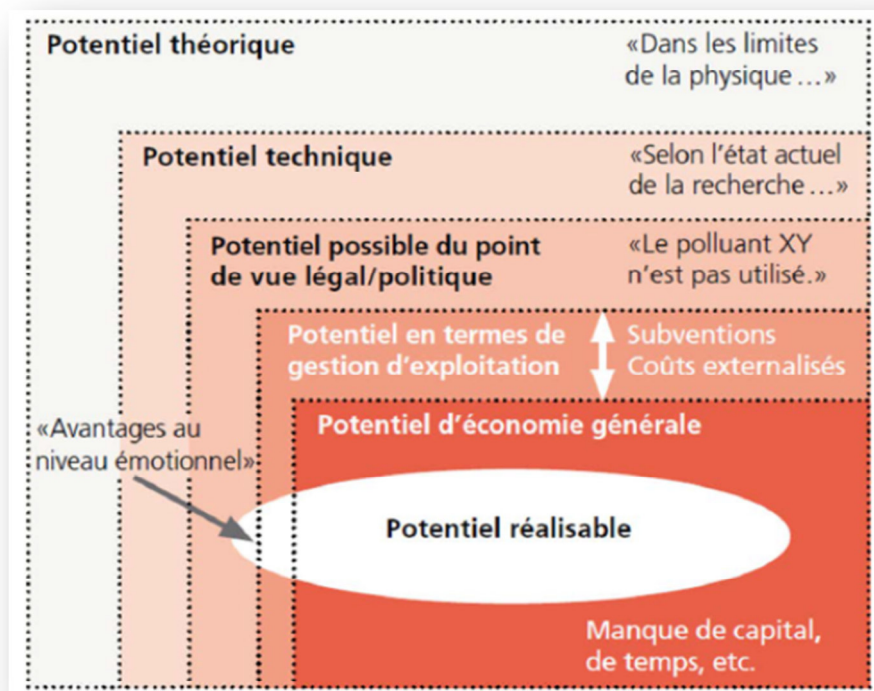 Potentiel théorique
«Dans les limites
de la physique...»
Potentiel technique
«Selon l’état actuel
de la recherche...»
Potentiel possible du point
de vue légal/politique
«Le polluant XY
n’est pas utilisé.»
Potentiel en termes de
gestion d’exploitation
Subventions
Coûts externalisés
Potentiel d’économie générale
«Avantages au
niveau émotionnel»
Potentiel réalisable
Manque de capital,
de temps, etc.